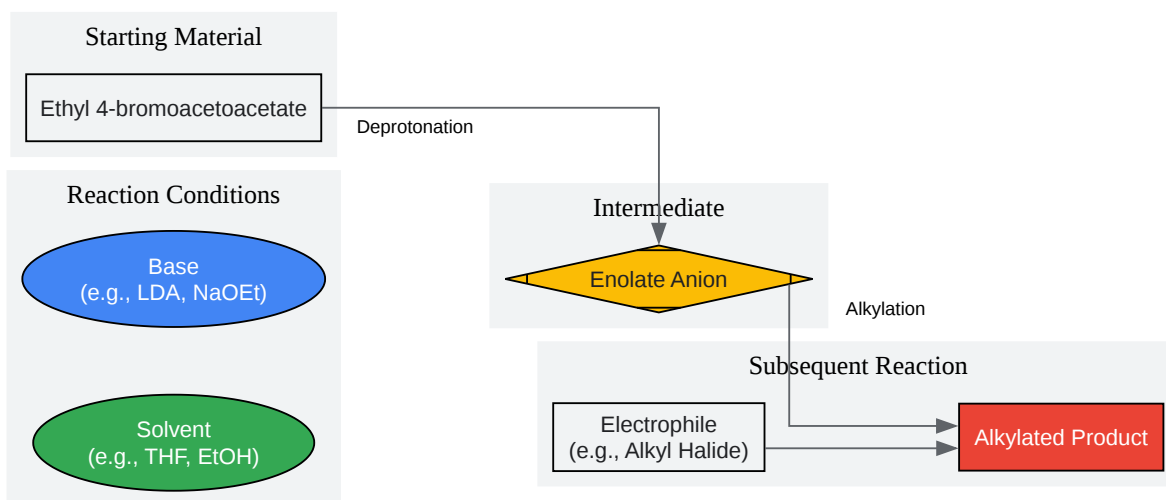 Starting Material
Ethyl 4-bromoacetoacetate
Deprotonation
Reaction Conditions
Base
(e.g., LDA, NaOEt)
Solvent
(e.g., THF, EtOH)
Intermediate
Enolate Anion
Alkylation
Subsequent Reaction
Electrophile
(e.g., Alkyl Halide)
Alkylated Product